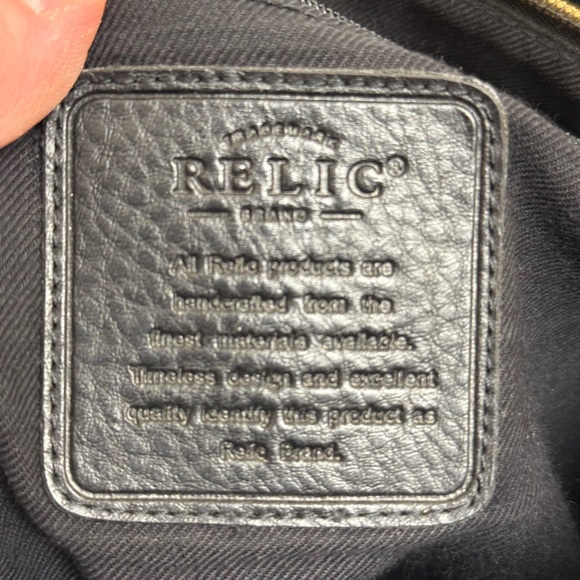 TRADEMARK
RELIC®
BRAND
All Relic products are
handcrafted from the
finest materials available.
Timeless design and excellent
quality identify this product as
Relic Brand.